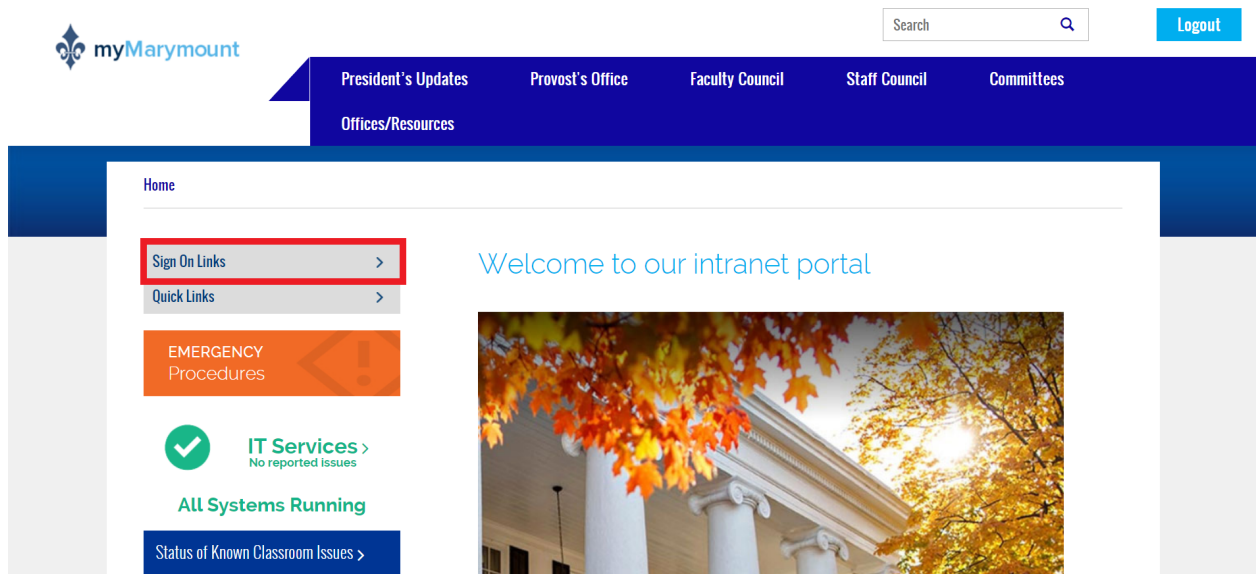 Search
Logout
myMarymount
President's Updates Provost's Office Faculty Council Staff Council Committees
Offices/Resources
Home
Sign On Links >
Quick Links >
Welcome to our intranet portal
EMERGENCY
Procedures
IT Services >
No reported issues
All Systems Running
Status of Known Classroom Issues >